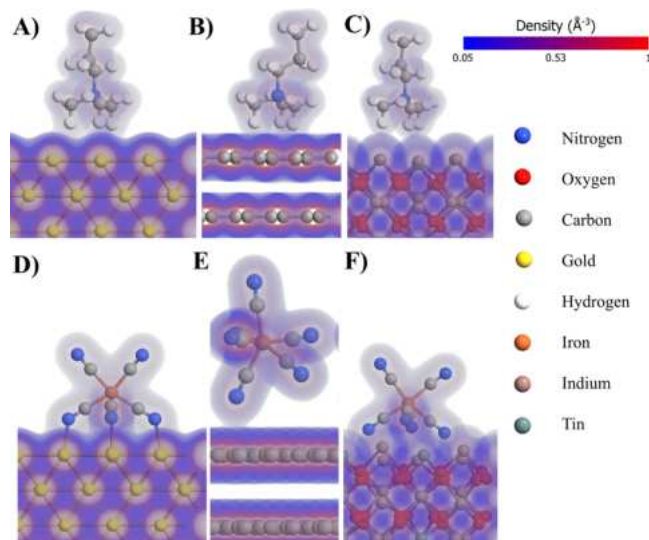 A)
B)
C)
Density (Å⁻³)
0.05
0.53
1
Nitrogen
Oxygen
Carbon
Gold
Hydrogen
Iron
Indium
Tin
D)
E
F)